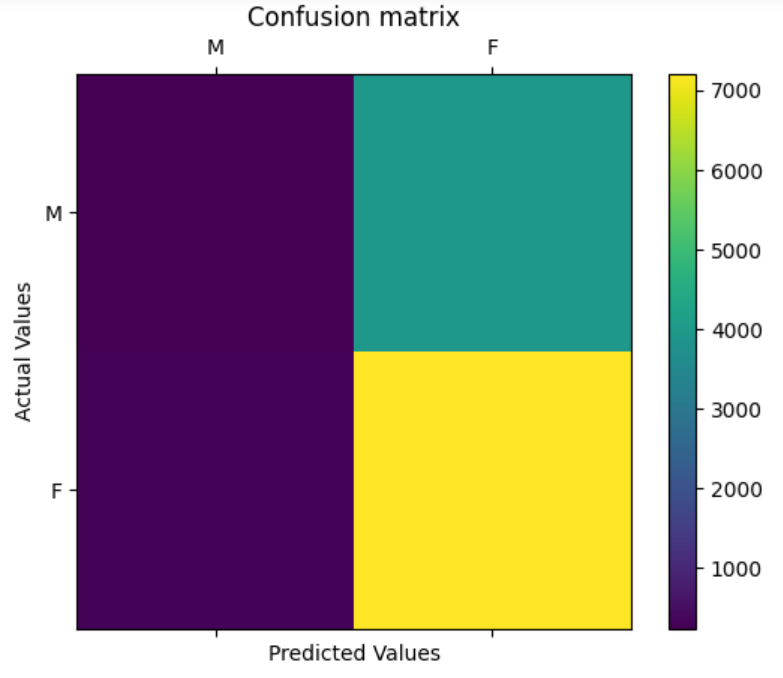 Confusion matrix
M F
M
F
Actual Values
Predicted Values
7000
6000
5000
4000
3000
2000
1000